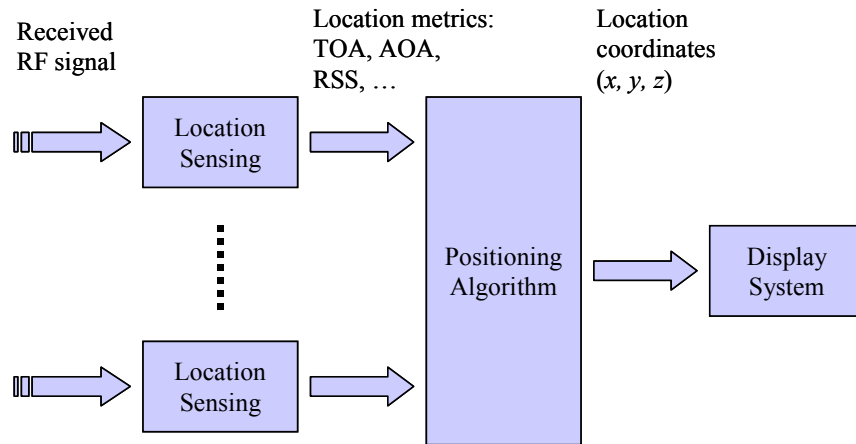 Received
RF signal
Location metrics:
TOA, AOA,
RSS, …
Location
coordinates
(x, y, z)
Location
Sensing
Positioning
Algorithm
Display
System
Location
Sensing